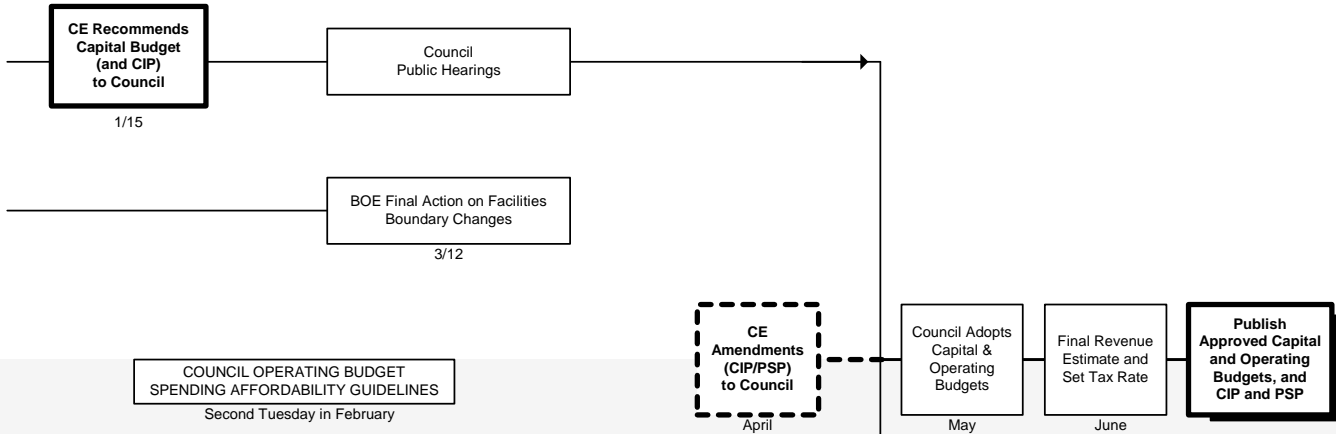 CE Recommends
Capital Budget
(and CIP)
to Council
1/15
Council
Public Hearings
BOE Final Action on Facilities
Boundary Changes
3/12
COUNCIL OPERATING BUDGET
SPENDING AFFORDABILITY GUIDELINES
Second Tuesday in February
CE
Amendments
(CIP/PSP)
to Council
April
Council Adopts
Capital &
Operating
Budgets
May
Final Revenue
Estimate and
Set Tax Rate
June
Publish
Approved Capital
and Operating
Budgets, and
CIP and PSP